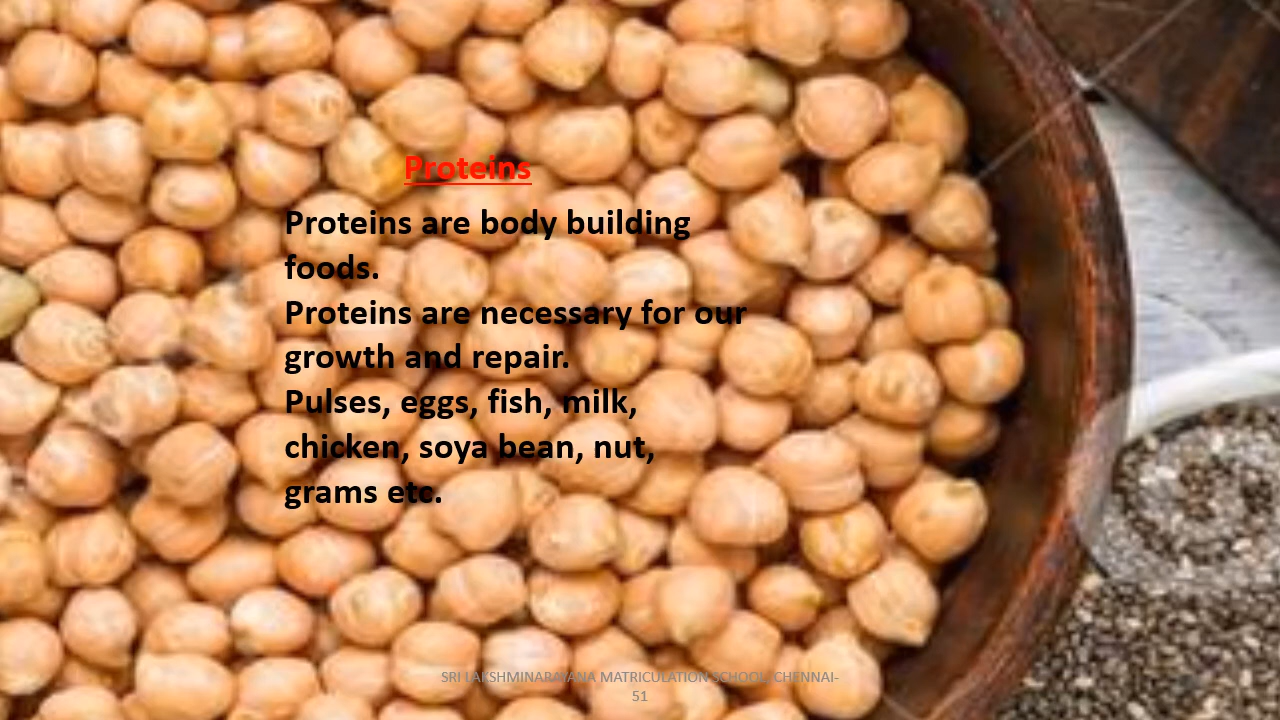 Proteins
Proteins are body building
foods.
Proteins are necessary for our
growth and repair.
Pulses, eggs, fish, milk,
chicken, soya bean, nut,
grams etc.
SRI LAKSHMINARAYANA MATRICULATION SCHOOL, CHENNAI-
51